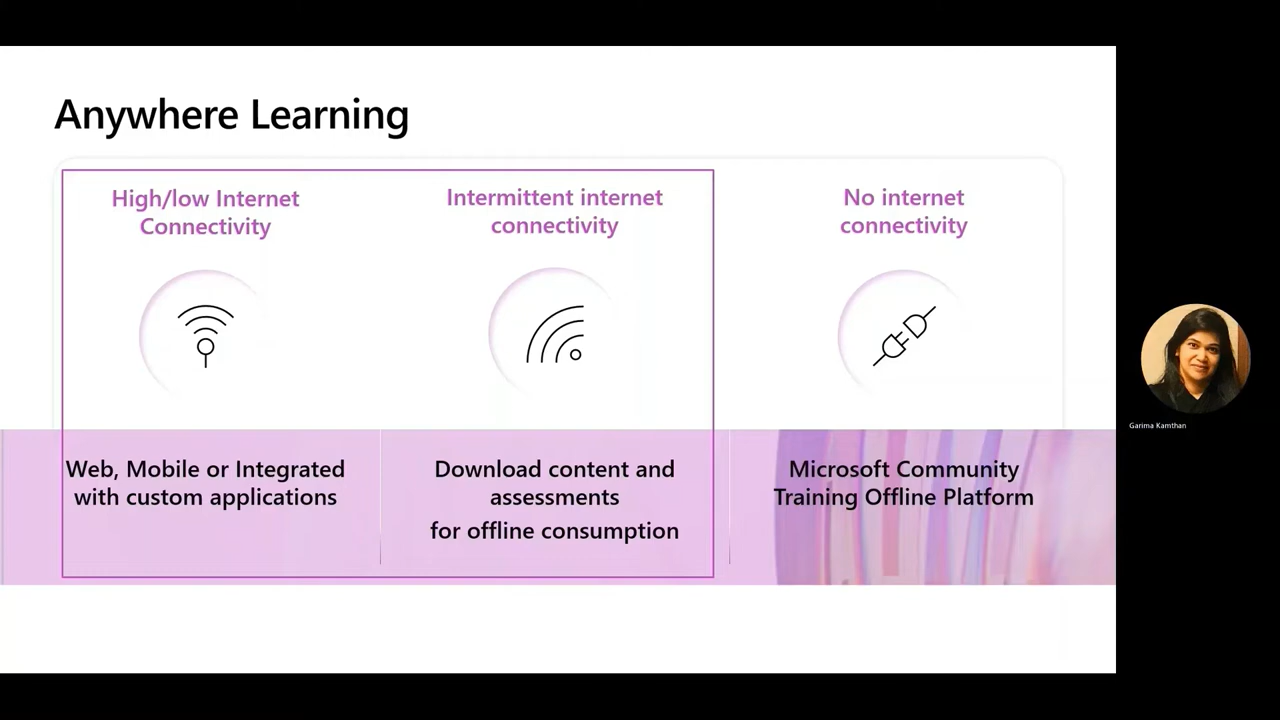 Anywhere Learning
High/low Internet
Connectivity
Intermittent internet
connectivity
No internet
connectivity
Web, Mobile or Integrated
with custom applications
Download content and
assessments
for offline consumption
Microsoft Community
Training Offline Platform
Garima Kamthan